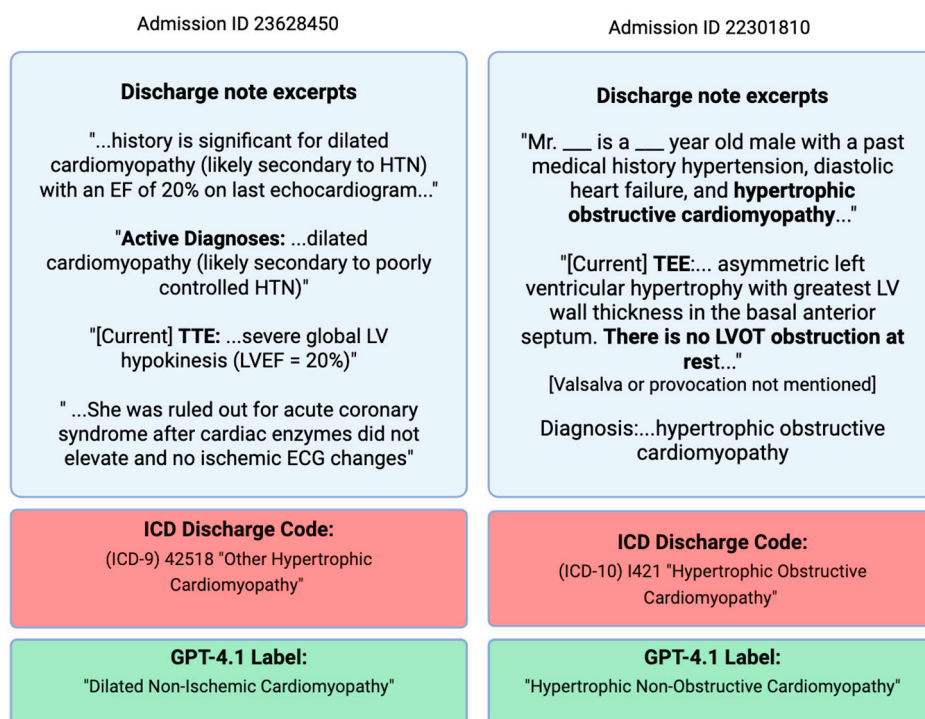 Admission ID 23628450
Discharge note excerpts
"...history is significant for dilated
cardiomyopathy (likely secondary to HTN)
with an EF of 20% on last echocardiogram..."
"Active Diagnoses: ...dilated
cardiomyopathy (likely secondary to poorly
controlled HTN)"
"[Current] TTE: ...severe global LV
hypokinesis (LVEF = 20%)"
" ...She was ruled out for acute coronary
syndrome after cardiac enzymes did not
elevate and no ischemic ECG changes"
ICD Discharge Code:
(ICD-9) 42518 "Other Hypertrophic
Cardiomyopathy"
GPT-4.1 Label:
"Dilated Non-Ischemic Cardiomyopathy"
Admission ID 22301810
Discharge note excerpts
"Mr. ___ is a ___ year old male with a past
medical history hypertension, diastolic
heart failure, and hypertrophic
obstructive cardiomyopathy..."
"[Current] TEE:... asymmetric left
ventricular hypertrophy with greatest LV
wall thickness in the basal anterior
septum. There is no LVOT obstruction at
rest..."
[Valsalva or provocation not mentioned]
Diagnosis:...hypertrophic obstructive
cardiomyopathy
ICD Discharge Code:
(ICD-10) I421 "Hypertrophic Obstructive
Cardiomyopathy"
GPT-4.1 Label:
"Hypertrophic Non-Obstructive Cardiomyopathy"